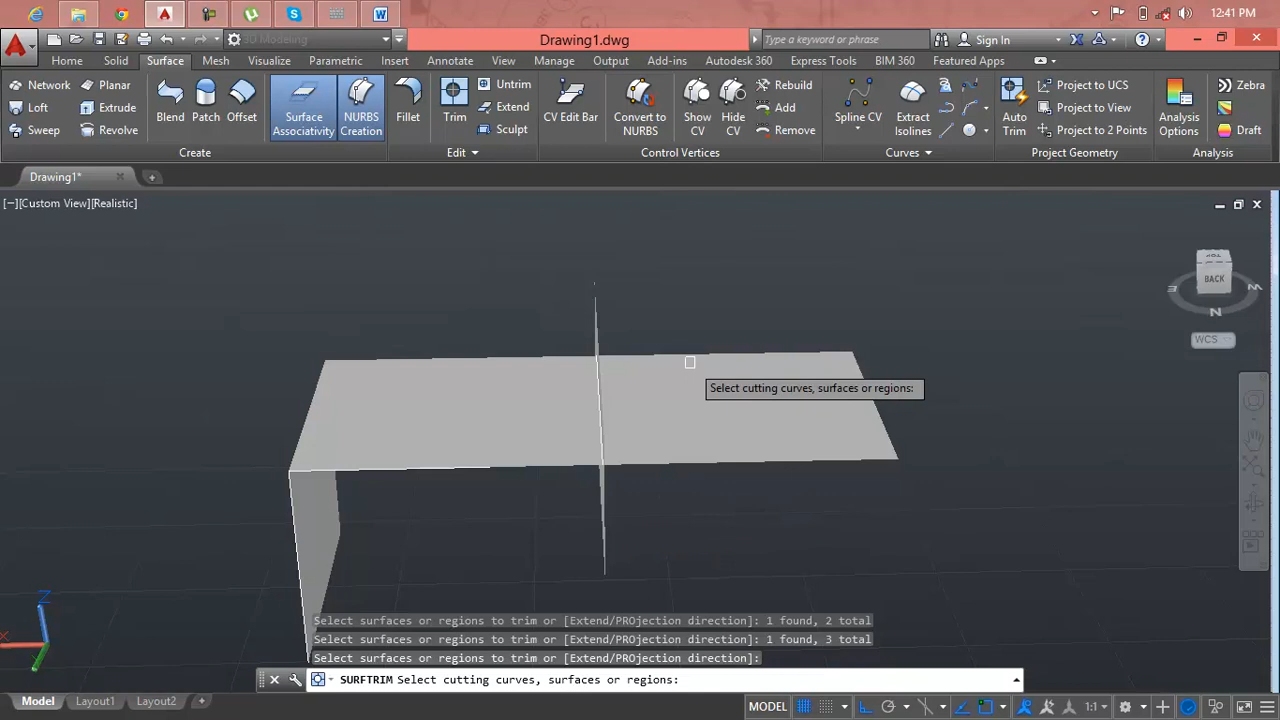 12:41 PM
3D Modeling
Drawing1.dwg
Type a keyword or phrase
Sign In
Home
Solid
Surface
Mesh
Visualize
Parametric
Insert
Annotate
View
Manage
Output
Add-ins
Autodesk 360
Express Tools
BIM 360
Featured Apps
Network
Planar
Loft
Extrude
Sweep
Revolve
Blend
Patch
Offset
Surface
Associativity
NURBS
Creation
Create
Fillet
Trim
Untrim
Extend
Sculpt
Edit
CV Edit Bar
Convert to
NURBS
Show
CV
Hide
CV
Rebuild
Add
Remove
Control Vertices
Spline CV
Extract
Isolines
Curves
Auto
Trim
Project to UCS
Project to View
Project to 2 Points
Project Geometry
Analysis
Options
Zebra
Draft
Analysis
Drawing1*
[−][Custom View][Realistic]
BACK
N
WCS
Select cutting curves, surfaces or regions:
Z
X
Select surfaces or regions to trim or [Extend/PROjection direction]: 1 found, 2 total
Select surfaces or regions to trim or [Extend/PROjection direction]: 1 found, 3 total
Select surfaces or regions to trim or [Extend/PROjection direction]:
SURFTRIM Select cutting curves, surfaces or regions:
Model
Layout1
Layout2
MODEL
1:1